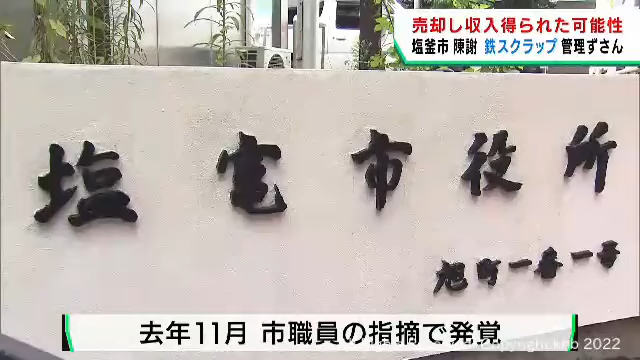 売却し収入得られた可能性
塩釜市 陳謝 鉄スクラップ 管理ずさん
塩竈市役所
旭町一番一号
去年11月 市職員の指摘で発覚
khb 2022